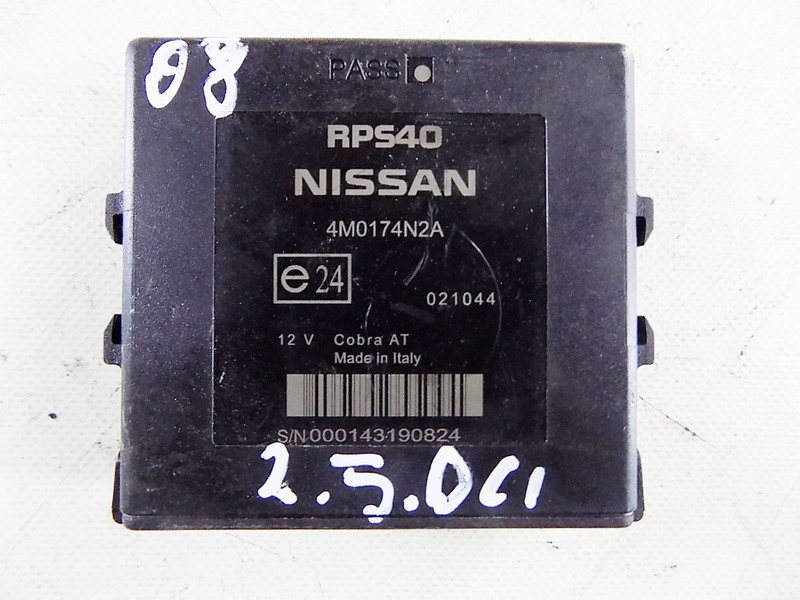 08
PASS
RPS40
NISSAN
4M0174N2A
e24
021044
12 V Cobra AT
Made in Italy
S/N 000143190824
2.5.DCI